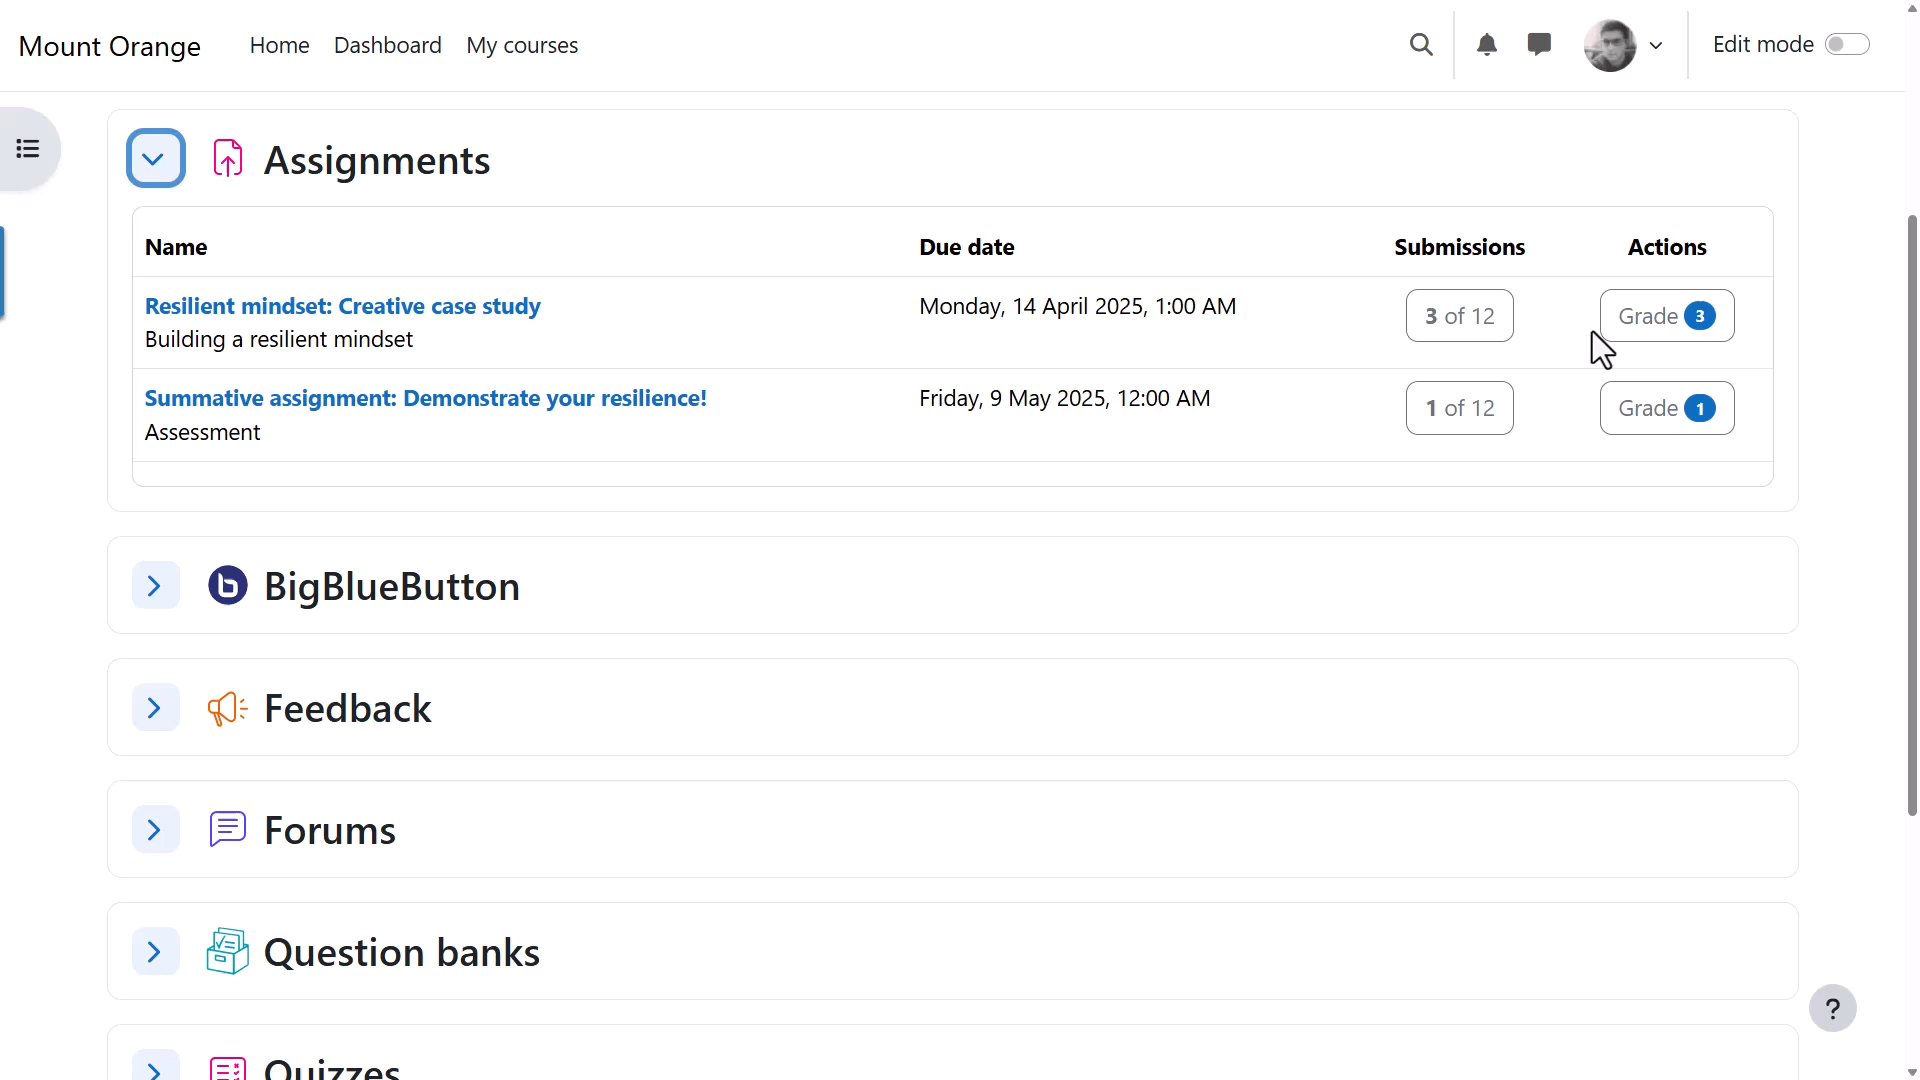 Mount Orange
Home Dashboard My courses
Edit mode
Assignments
Name Due date Submissions Actions
Resilient mindset: Creative case study Monday, 14 April 2025, 1:00 AM 3 of 12 Grade 3
Building a resilient mindset
Summative assignment: Demonstrate your resilience! Friday, 9 May 2025, 12:00 AM 1 of 12 Grade 1
Assessment
BigBlueButton
Feedback
Forums
Question banks
?
Quizzes